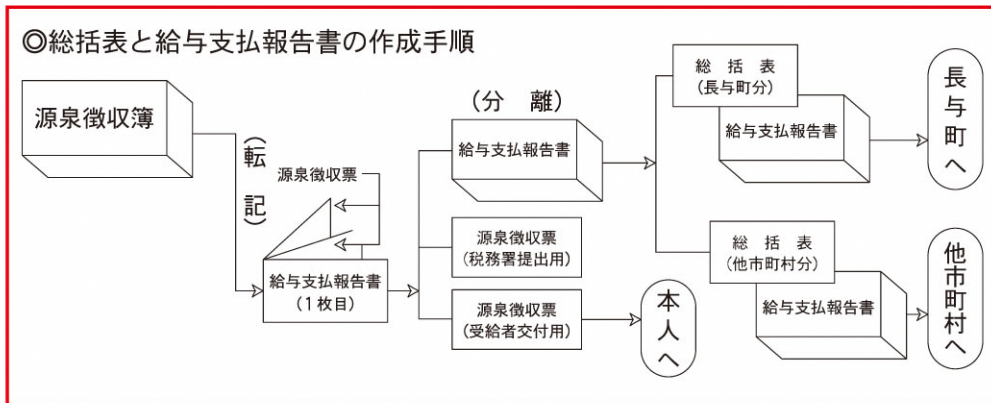 ◎総括表と給与支払報告書の作成手順
源泉徴収簿
（転記）
源泉徴収票
給与支払報告書
（１枚目）
（分離）
給与支払報告書
源泉徴収票
（税務署提出用）
源泉徴収票
（受給者交付用）
本人へ
総括表
（長与町分）
給与支払報告書
長与町へ
総括表
（他市町村分）
給与支払報告書
他市町村へ